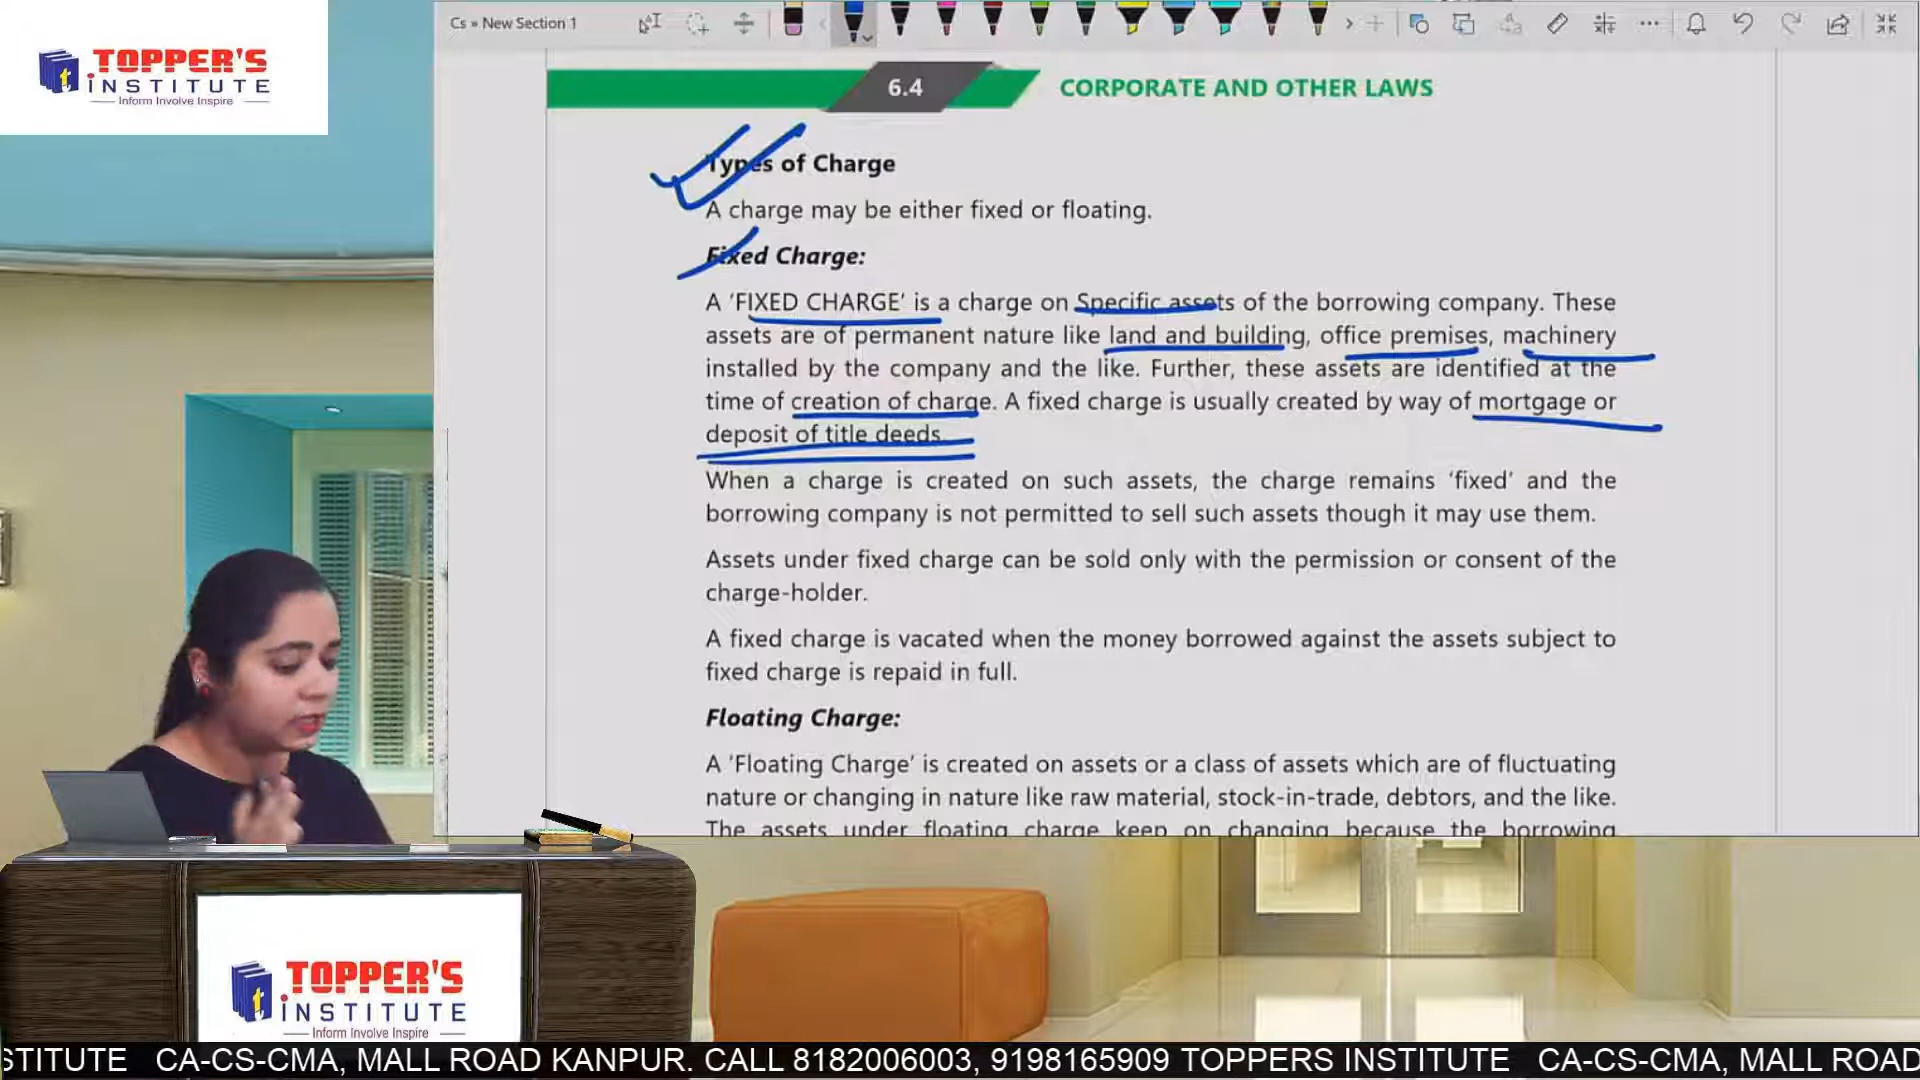 TOPPER'S
INSTITUTE
Inform Involve Inspire
Cs » New Section 1
6.4
CORPORATE AND OTHER LAWS
Types of Charge
A charge may be either fixed or floating.
Fixed Charge:
A ‘FIXED CHARGE’ is a charge on Specific assets of the borrowing company. These
assets are of permanent nature like land and building, office premises, machinery
installed by the company and the like. Further, these assets are identified at the
time of creation of charge. A fixed charge is usually created by way of mortgage or
deposit of title deeds.
When a charge is created on such assets, the charge remains ‘fixed’ and the
borrowing company is not permitted to sell such assets though it may use them.
Assets under fixed charge can be sold only with the permission or consent of the
charge-holder.
A fixed charge is vacated when the money borrowed against the assets subject to
fixed charge is repaid in full.
Floating Charge:
A ‘Floating Charge’ is created on assets or a class of assets which are of fluctuating
nature or changing in nature like raw material, stock-in-trade, debtors, and the like.
The assets under floating charge keep on changing because the borrowing
TOPPER'S
INSTITUTE
Inform Involve Inspire
STITUTE CA-CS-CMA, MALL ROAD KANPUR. CALL 8182006003, 9198165909 TOPPERS INSTITUTE CA-CS-CMA, MALL ROAD